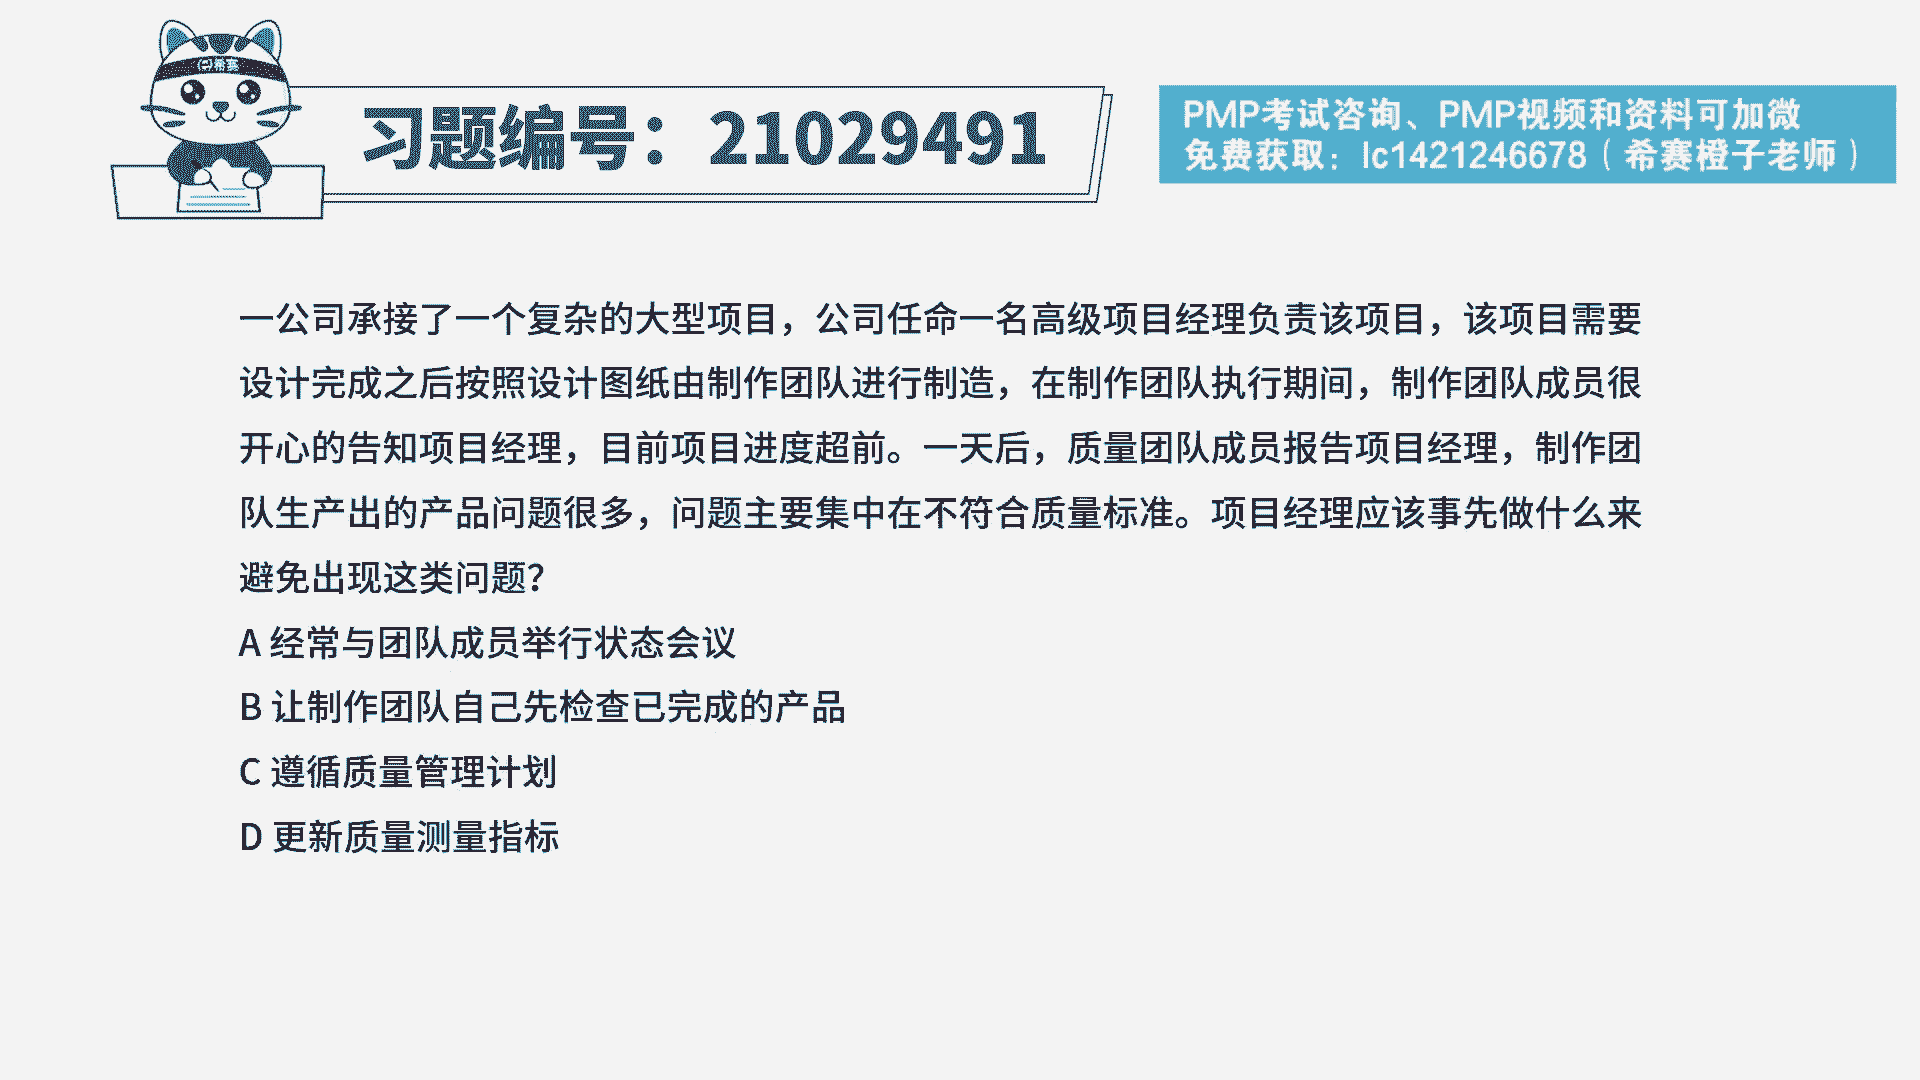 希赛
习题编号：21029491
PMP考试咨询、PMP视频和资料可加微
免费获取：lc1421246678（希赛橙子老师）
一公司承接了一个复杂的大型项目，公司任命一名高级项目经理负责该项目，该项目需要
设计完成之后按照设计图纸由制作团队进行制造，在制作团队执行期间，制作团队成员很
开心的告知项目经理，目前项目进度超前。一天后，质量团队成员报告项目经理，制作团
队生产出的产品问题很多，问题主要集中在不符合质量标准。项目经理应该事先做什么来
避免出现这类问题？
A 经常与团队成员举行状态会议
B 让制作团队自己先检查已完成的产品
C 遵循质量管理计划
D 更新质量测量指标